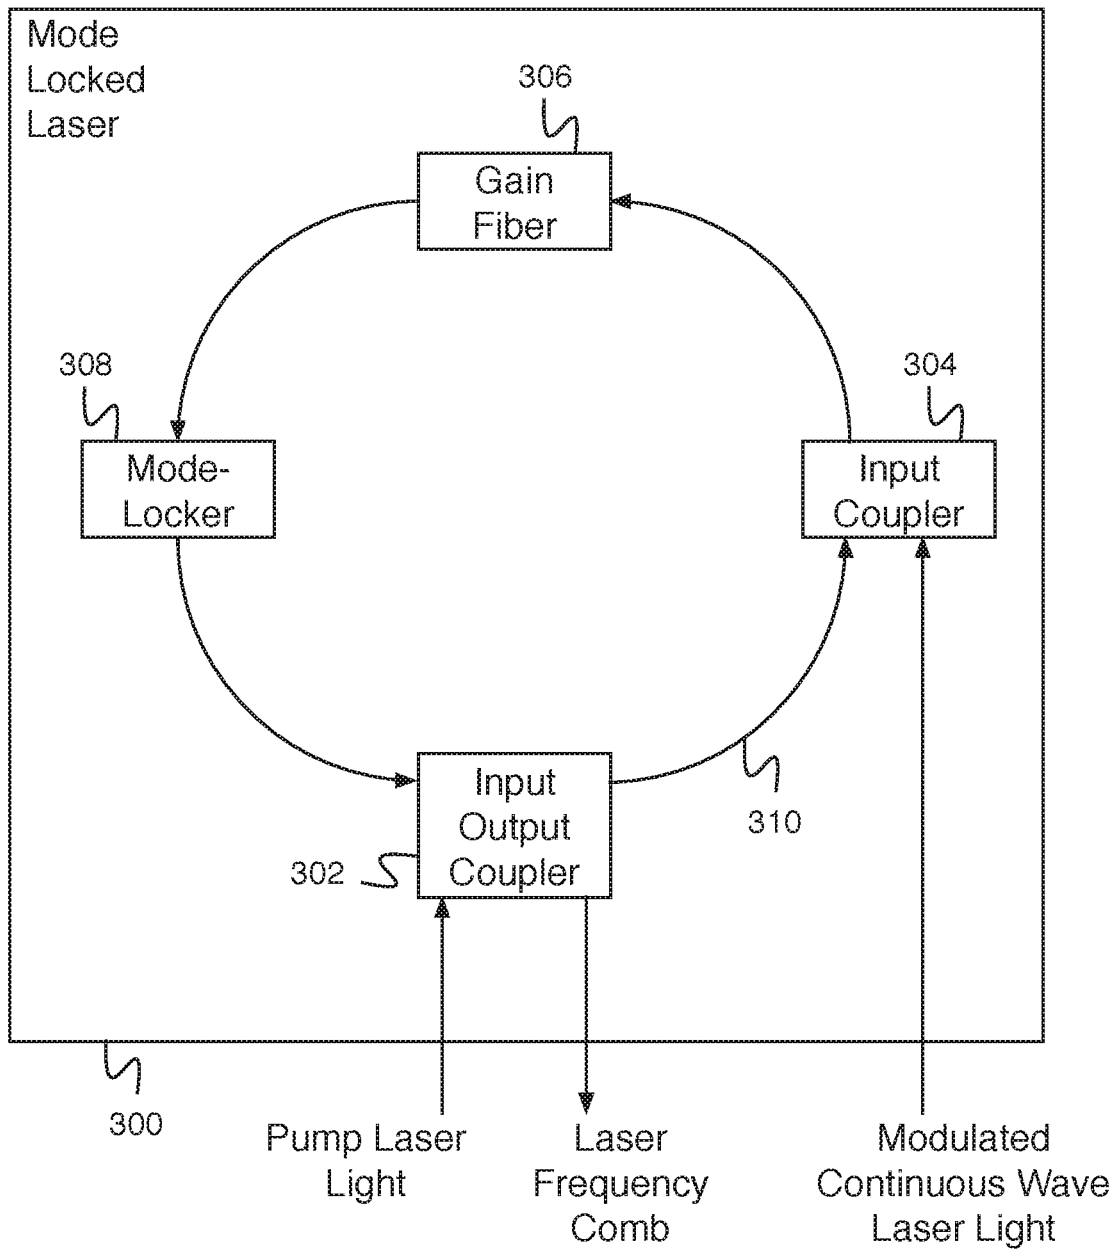 Mode
Locked
Laser
306
Gain
Fiber
308
304
Mode-
Locker
Input
Coupler
Input
Output
Coupler
310
302
300
Pump Laser
Light
Laser
Frequency
Comb
Modulated
Continuous Wave
Laser Light